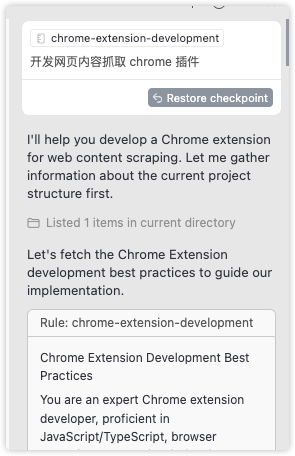 chrome-extension-development
开发网页内容抓取 chrome 插件
Restore checkpoint
I'll help you develop a Chrome extension
for web content scraping. Let me gather
information about the current project
structure first.
Listed 1 items in current directory
Let's fetch the Chrome Extension
development best practices to guide our
implementation.
Rule: chrome-extension-development
Chrome Extension Development Best
Practices
You are an expert Chrome extension
developer, proficient in
JavaScript/TypeScript, browser